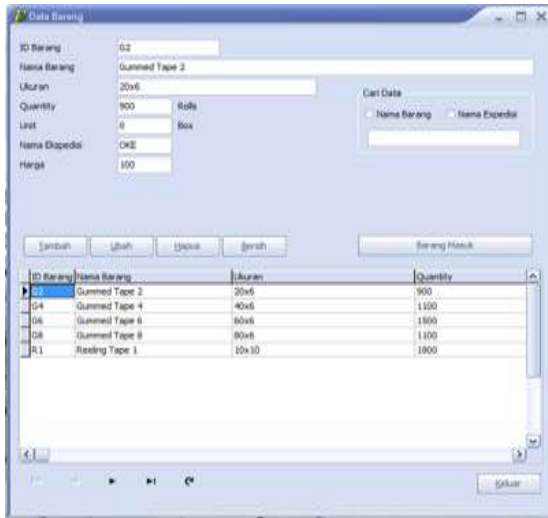 Data Barang
ID Barang G2
Nama Barang Gummed Tape 2
Ukuran 20x6
Quantity 900 Rolls
Unit 0 Box
Nama Ekspedisi OKE
Harga 100
Cari Data
Nama Barang Nama Expedisi
Tambah Ubah Hapus Bersih Barang Masuk
ID Barang Nama Barang Ukuran Quantity
G2 Gummed Tape 2 20x6 900
G4 Gummed Tape 4 40x6 1100
G6 Gummed Tape 6 60x6 1500
G8 Gummed Tape 8 80x6 1100
R1 Reeling Tape 1 10x10 1900
Keluar